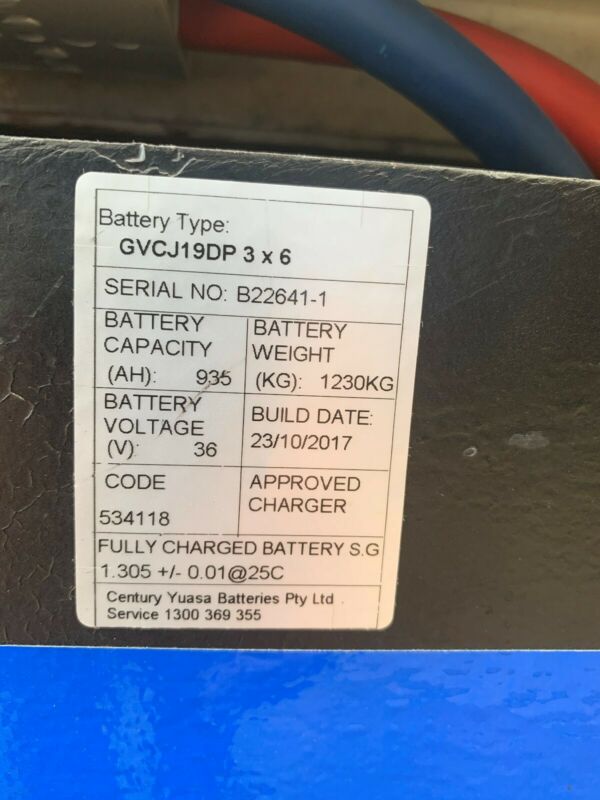 Battery Type:
GVCJ19DP 3 x 6
SERIAL NO: B22641-1
BATTERY
CAPACITY
(AH): 935
BATTERY
WEIGHT
(KG): 1230KG
BATTERY
VOLTAGE
(V): 36
BUILD DATE:
23/10/2017
CODE
534118
APPROVED
CHARGER
FULLY CHARGED BATTERY S.G
1.305 +/- 0.01@25C
Century Yuasa Batteries Pty Ltd .
Service 1300 369 355